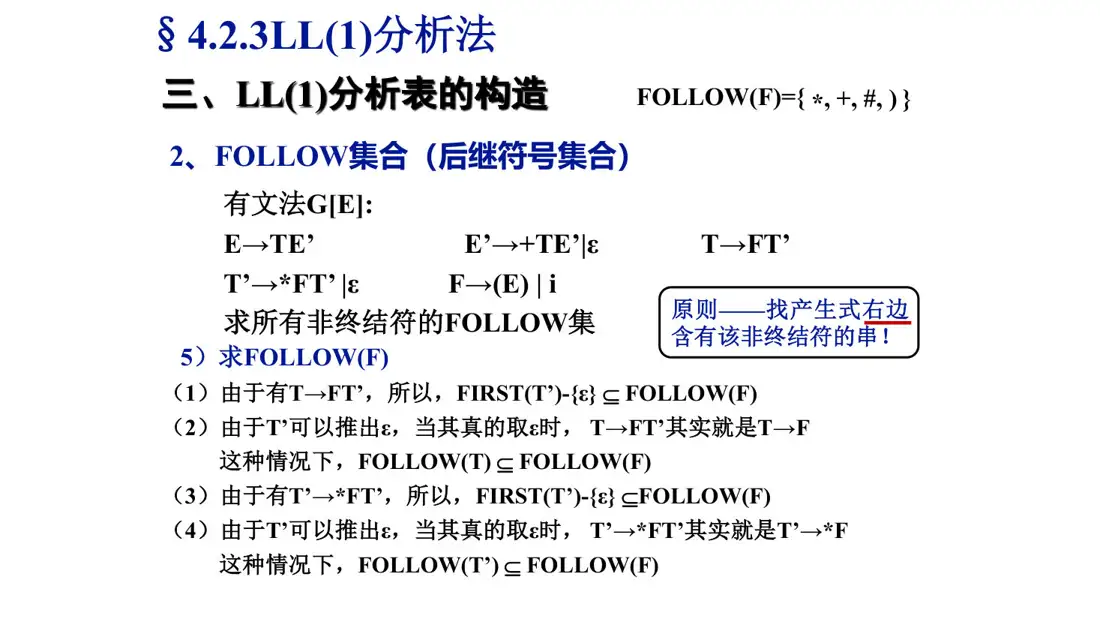 §4.2.3LL(1)分析法
三、LL(1)分析表的构造
FOLLOW(F)={ *, +, #, ) }
2、FOLLOW集合（后继符号集合）
有文法G[E]:
E→TE’ E’→+TE’|ε T→FT’
T’→*FT’ |ε F→(E) | i
求所有非终结符的FOLLOW集
原则——找产生式右边
含有该非终结符的串！
5）求FOLLOW(F)
（1）由于有T→FT’，所以，FIRST(T’)-{ε} ⊆ FOLLOW(F)
（2）由于T’可以推出ε，当其真的取ε时， T→FT’其实就是T→F
这种情况下，FOLLOW(T) ⊆ FOLLOW(F)
（3）由于有T’→*FT’，所以，FIRST(T’)-{ε} ⊆FOLLOW(F)
（4）由于T’可以推出ε，当其真的取ε时， T’→*FT’其实就是T’→*F
这种情况下，FOLLOW(T’) ⊆ FOLLOW(F)